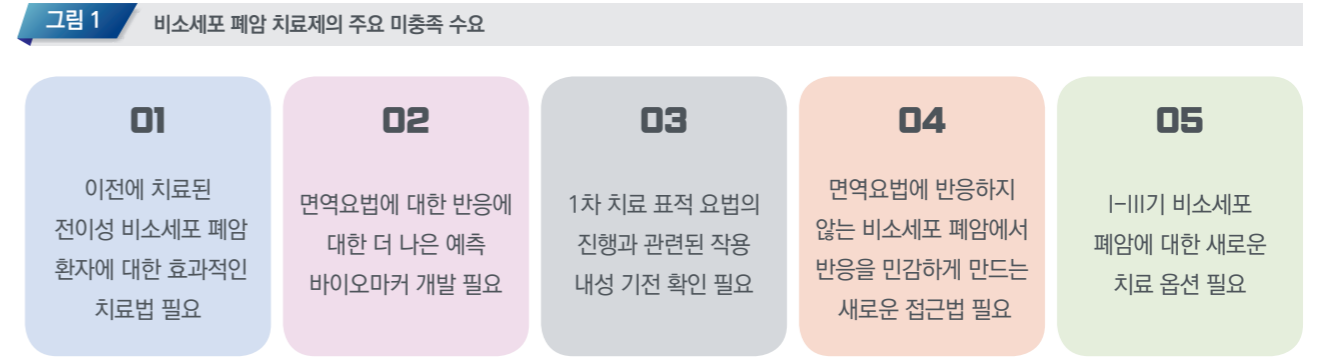 그림 1
비소세포 폐암 치료제의 주요 미충족 수요
01
이전에 치료된
전이성 비소세포 폐암
환자에 대한 효과적인
치료법 필요
02
면역요법에 대한 반응에
대한 더 나은 예측
바이오마커 개발 필요
03
1차 치료 표적 요법의
진행과 관련된 작용
내성 기전 확인 필요
04
면역요법에 반응하지
않는 비소세포 폐암에서
반응을 민감하게 만드는
새로운 접근법 필요
05
I-III기 비소세포
폐암에 대한 새로운
치료 옵션 필요